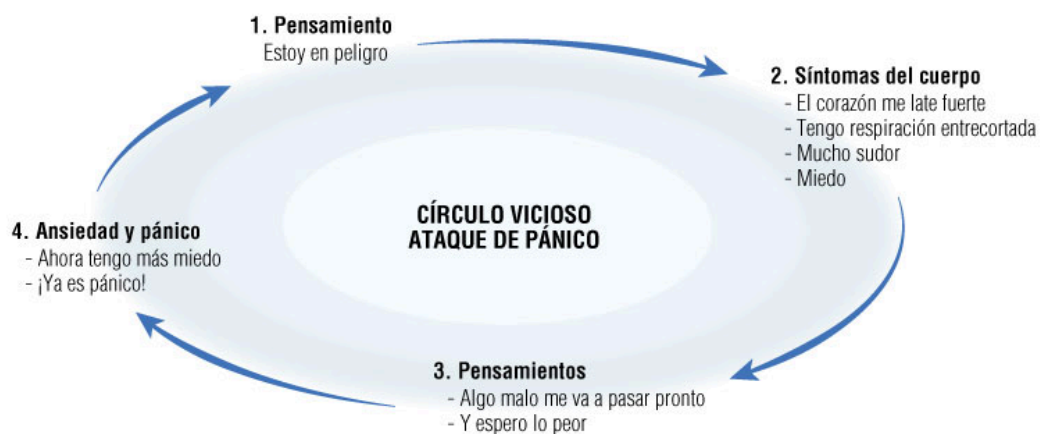 1. Pensamiento
Estoy en peligro
2. Síntomas del cuerpo
- El corazón me late fuerte
- Tengo respiración entrecortada
- Mucho sudor
- Miedo
CÍRCULO VICIOSO
ATAQUE DE PÁNICO
4. Ansiedad y pánico
- Ahora tengo más miedo
- ¡Ya es pánico!
3. Pensamientos
- Algo malo me va a pasar pronto
- Y espero lo peor